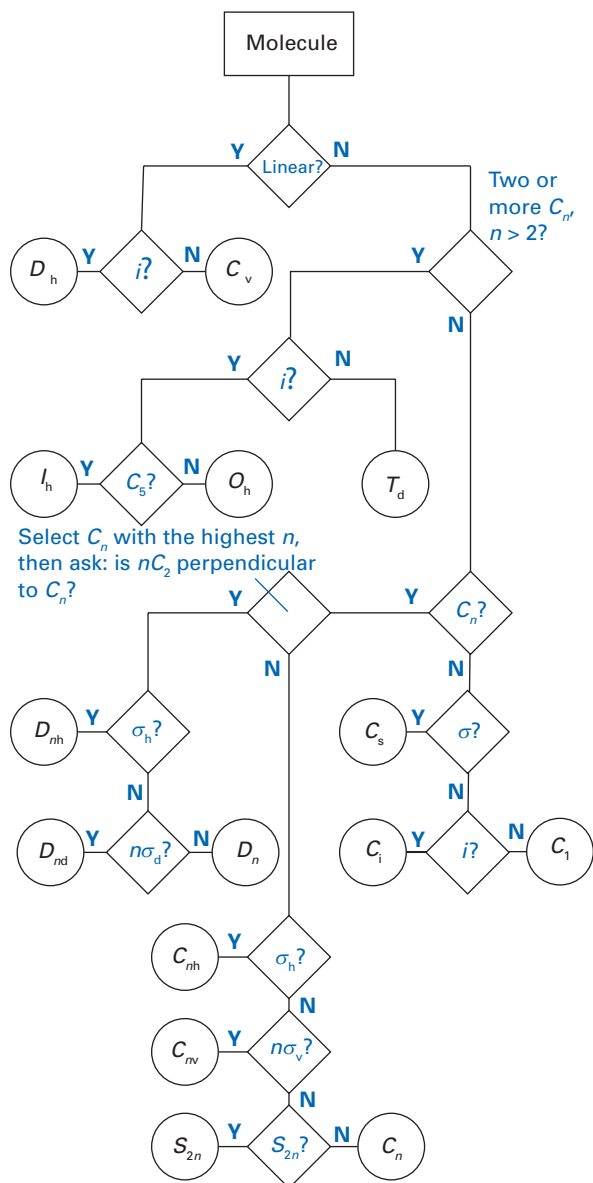 Molecule
Y Linear? N
Two or
more Cₙ,
n > 2?
Dh Y i? N Cv
Y
N
Y i? N
Ih Y C₅? N Oh
Td
Select Cₙ with the highest n,
then ask: is nC₂ perpendicular
to Cₙ?
Y
N
Y Cₙ?
N
Dnh Y σh?
N
Cs Y σ?
N
Dnd Y nσd? N Dn
Ci Y i? N C₁
Cnh Y σh?
N
Cnv Y nσv?
N
S₂ₙ Y S₂ₙ? N Cₙ